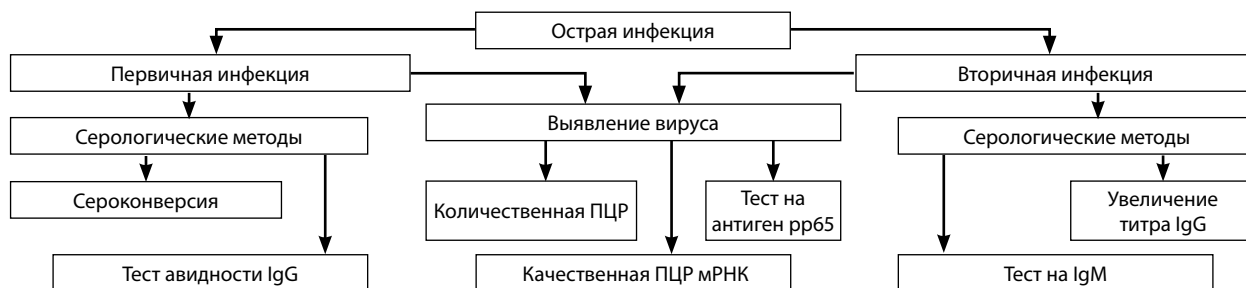 Острая инфекция
Первичная инфекция
Вторичная инфекция
Серологические методы
Выявление вируса
Серологические методы
Сероконверсия
Количественная ПЦР
Тест на
антиген pp65
Увеличение
титра IgG
Тест авидности IgG
Качественная ПЦР мРНК
Тест на IgM